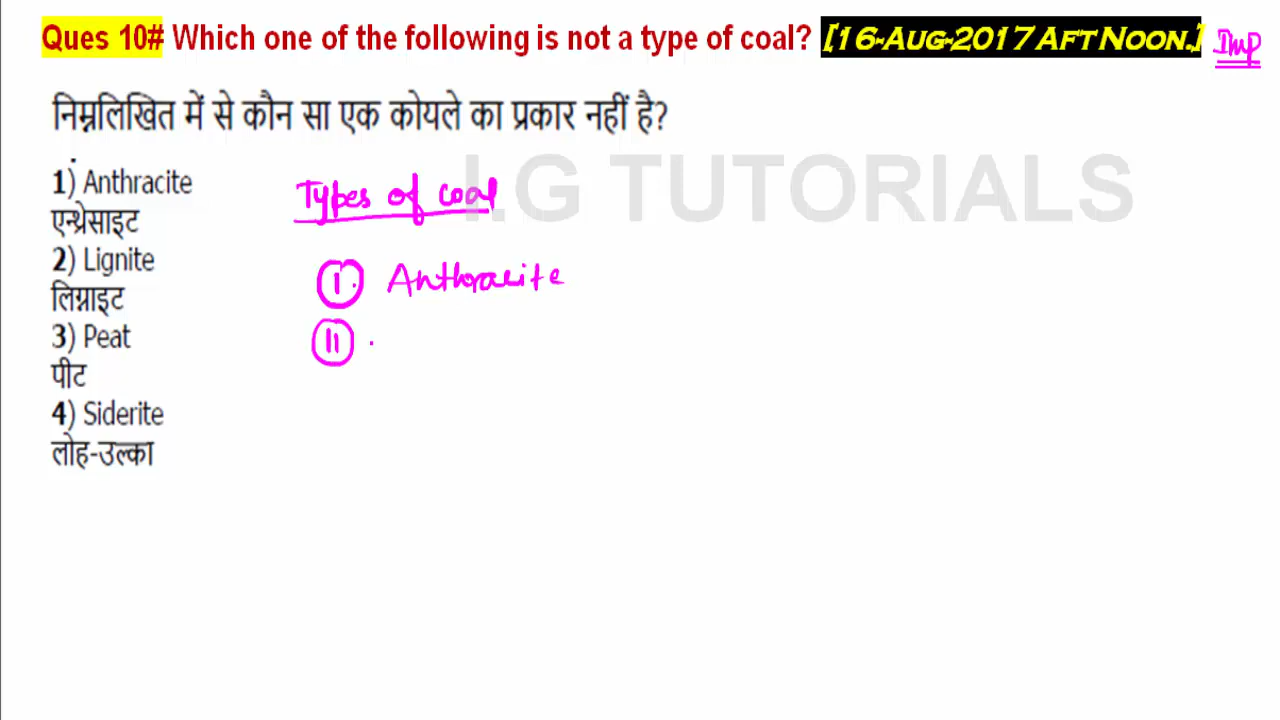 Ques 10# Which one of the following is not a type of coal? [16-Aug-2017 Aft Noon.] Imp
निम्नलिखित में से कौन सा एक कोयले का प्रकार नहीं है?
I.G TUTORIALS
1) Anthracite
एन्थ्रेसाइट
2) Lignite
लिग्नाइट
3) Peat
पीट
4) Siderite
लोह-उल्का
Types of coal
I. Anthracite
II .